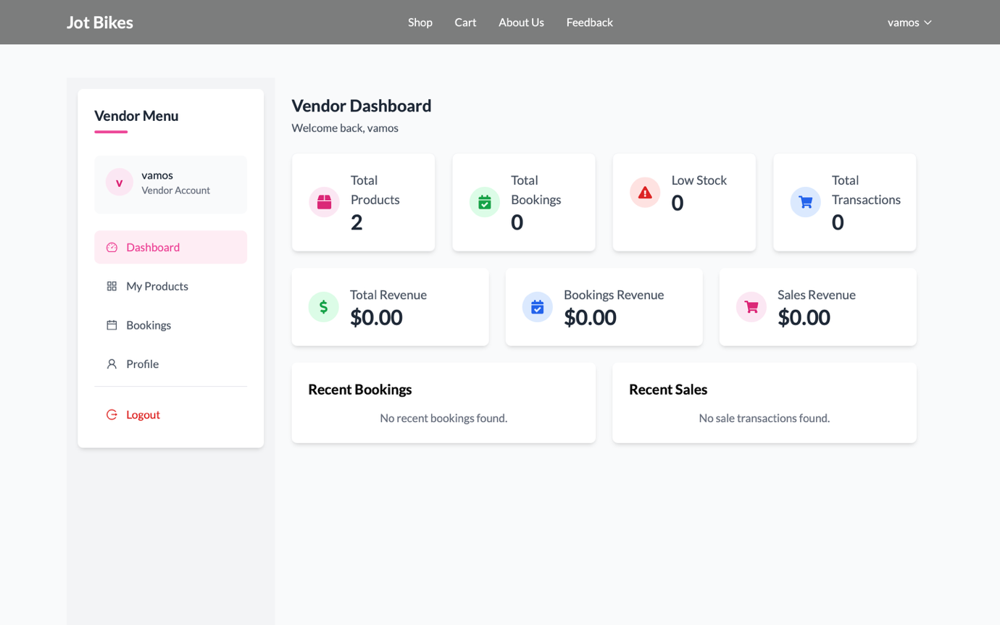 Jot Bikes
Shop
Cart
About Us
Feedback
vamos
Vendor Menu
v
vamos
Vendor Account
Dashboard
My Products
Bookings
Profile
Logout
Vendor Dashboard
Welcome back, vamos
Total
Products
2
Total
Bookings
0
Low Stock
0
Total
Transactions
0
Total Revenue
$0.00
Bookings Revenue
$0.00
Sales Revenue
$0.00
Recent Bookings
No recent bookings found.
Recent Sales
No sale transactions found.